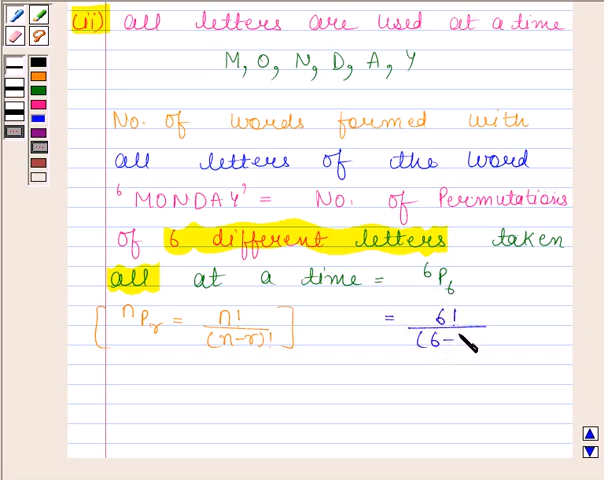 (ii) all letters are used at a time
M, O, N, D, A, Y
No. of words formed with
all letters of the word
'MONDAY' = No. of Permutations
of 6 different letters taken
all at a time = ⁶P₆
[ ⁿPᵣ = n! / (n-r)! ] = 6! / (6-